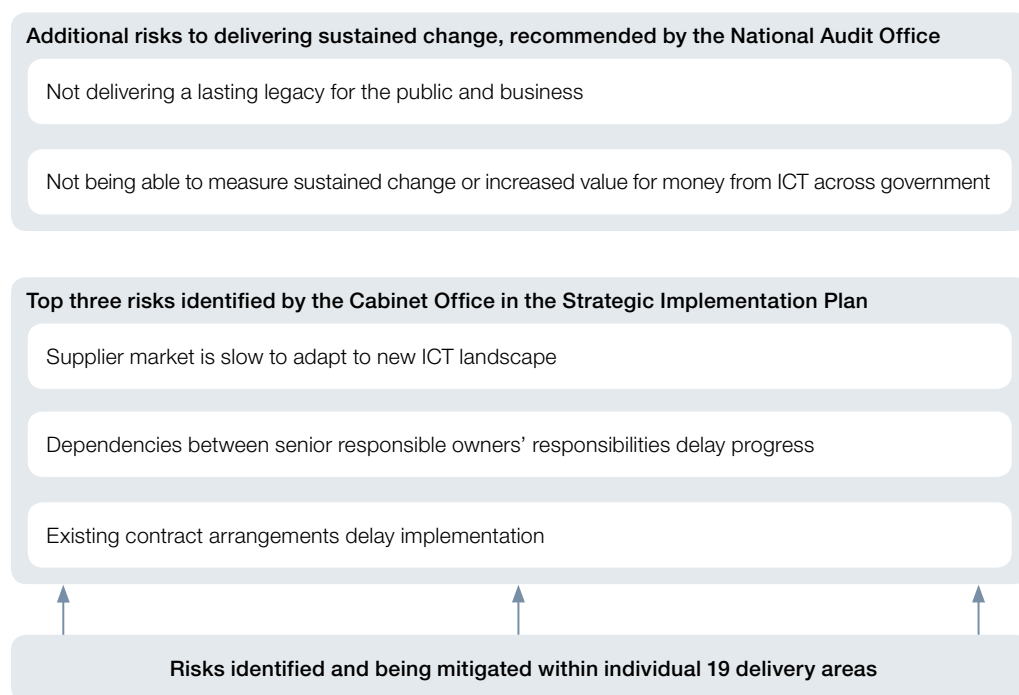 Additional risks to delivering sustained change, recommended by the National Audit Office
Not delivering a lasting legacy for the public and business
Not being able to measure sustained change or increased value for money from ICT across government
Top three risks identified by the Cabinet Office in the Strategic Implementation Plan
Supplier market is slow to adapt to new ICT landscape
Dependencies between senior responsible owners’ responsibilities delay progress
Existing contract arrangements delay implementation
Risks identified and being mitigated within individual 19 delivery areas